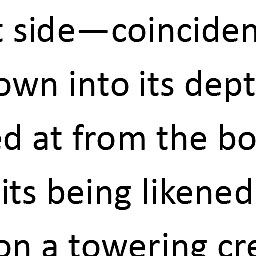 t side—coinciden
own into its dept
ed at from the bo
its being likened
on a towering cre